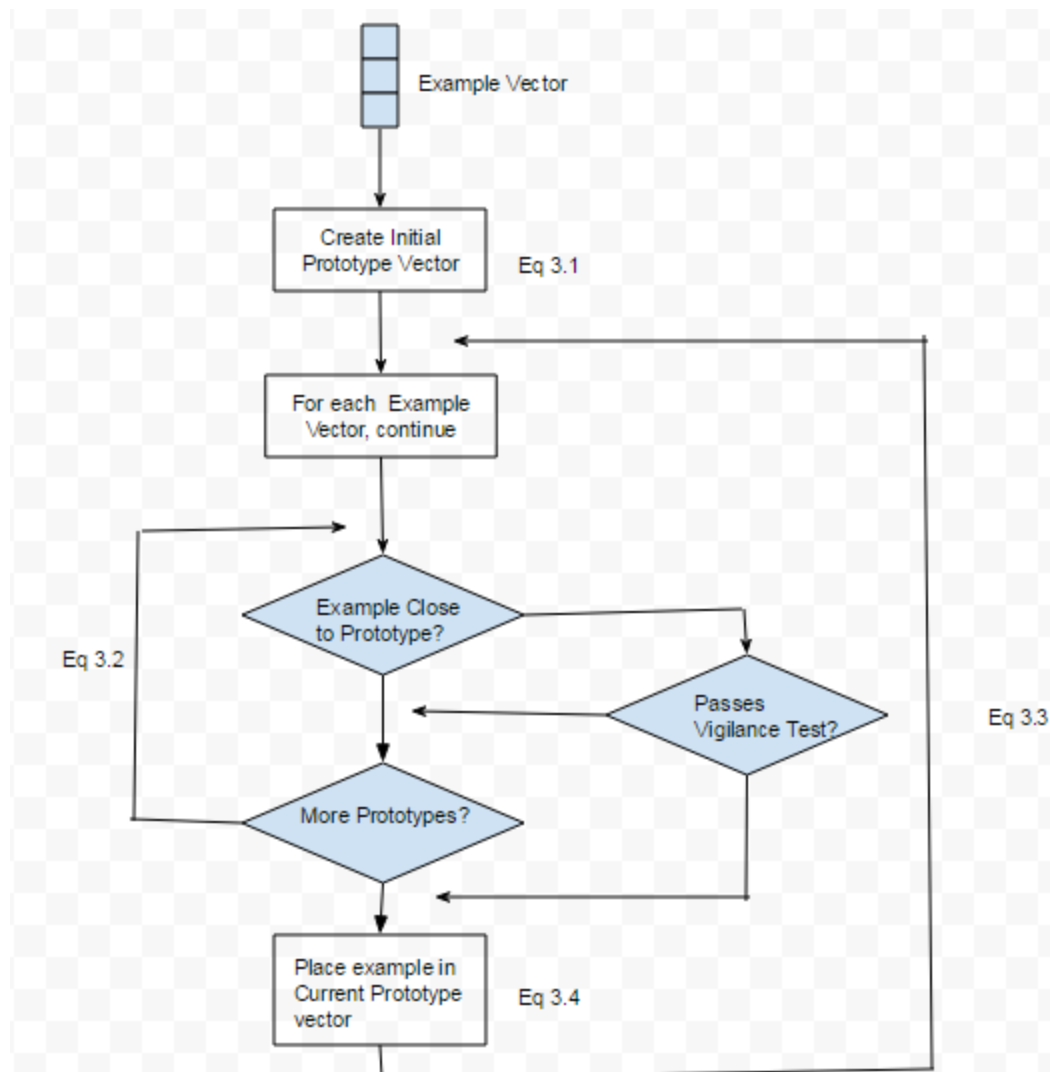 Example Vector
Create Initial
Prototype Vector
Eq 3.1
For each Example
Vector, continue
Example Close
to Prototype?
Eq 3.2
Passes
Vigilance Test?
Eq 3.3
More Prototypes?
Place example in
Current Prototype
vector
Eq 3.4